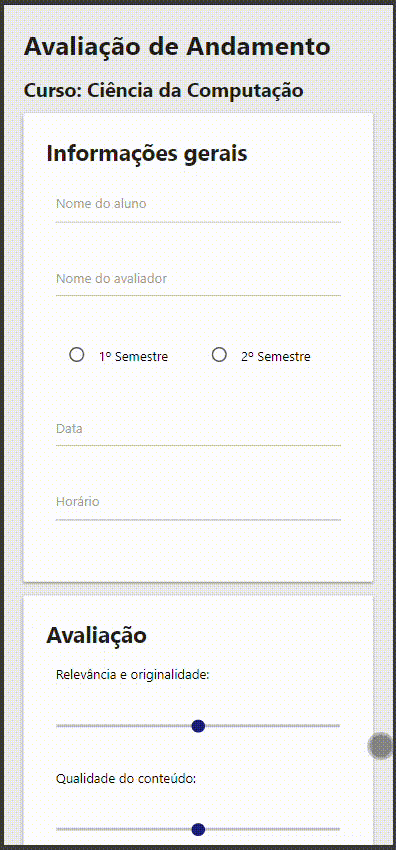 Avaliação de Andamento
Curso: Ciência da Computação
Informações gerais
Nome do aluno
Nome do avaliador
1º Semestre
2º Semestre
Data
Horário
Avaliação
Relevância e originalidade:
Qualidade do conteúdo: